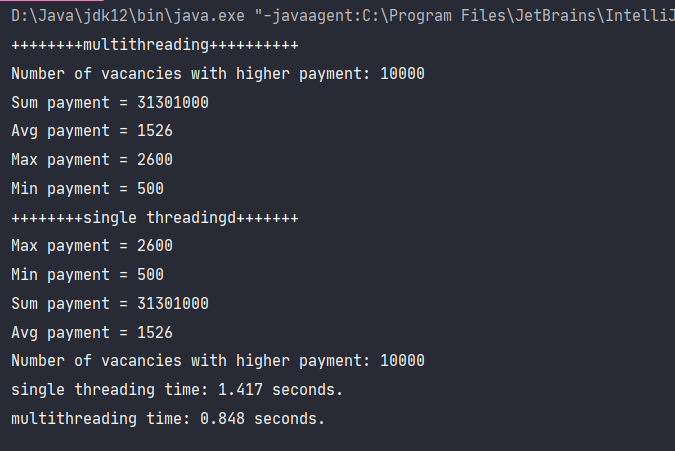 D:\Java\jdk12\bin\java.exe "-javaagent:C:\Program Files\JetBrains\IntelliJ
++++++++multithreading++++++++++
Number of vacancies with higher payment: 10000
Sum payment = 31301000
Avg payment = 1526
Max payment = 2600
Min payment = 500
++++++++single threadingd+++++++
Max payment = 2600
Min payment = 500
Sum payment = 31301000
Avg payment = 1526
Number of vacancies with higher payment: 10000
single threading time: 1.417 seconds.
multithreading time: 0.848 seconds.